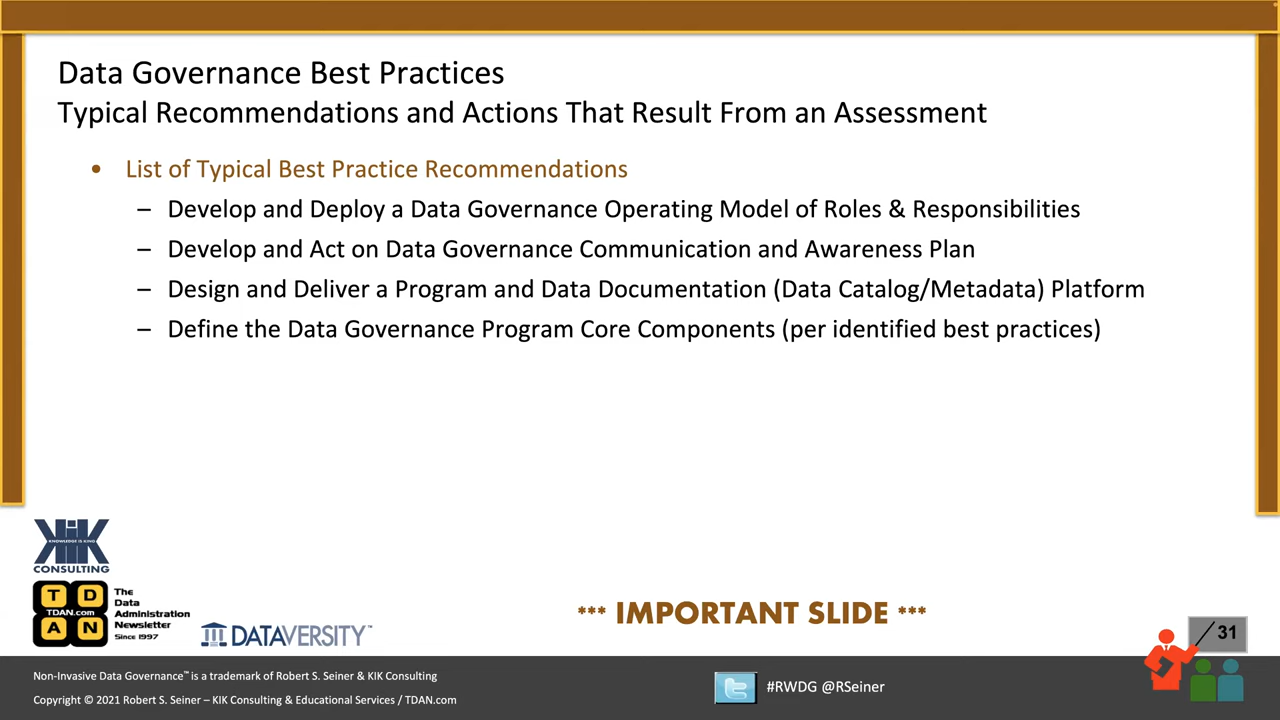 Data Governance Best Practices
Typical Recommendations and Actions That Result From an Assessment
• List of Typical Best Practice Recommendations
– Develop and Deploy a Data Governance Operating Model of Roles & Responsibilities
– Develop and Act on Data Governance Communication and Awareness Plan
– Design and Deliver a Program and Data Documentation (Data Catalog/Metadata) Platform
– Define the Data Governance Program Core Components (per identified best practices)
KIK
KNOWLEDGE IS KING
CONSULTING
T D
TDAN.com
A N
The
Data
Administration
Newsletter
Since 1997
DATAVERSITY™
*** IMPORTANT SLIDE ***
31
Non-Invasive Data Governance™ is a trademark of Robert S. Seiner & KIK Consulting
Copyright © 2021 Robert S. Seiner – KIK Consulting & Educational Services / TDAN.com
#RWDG @RSeiner